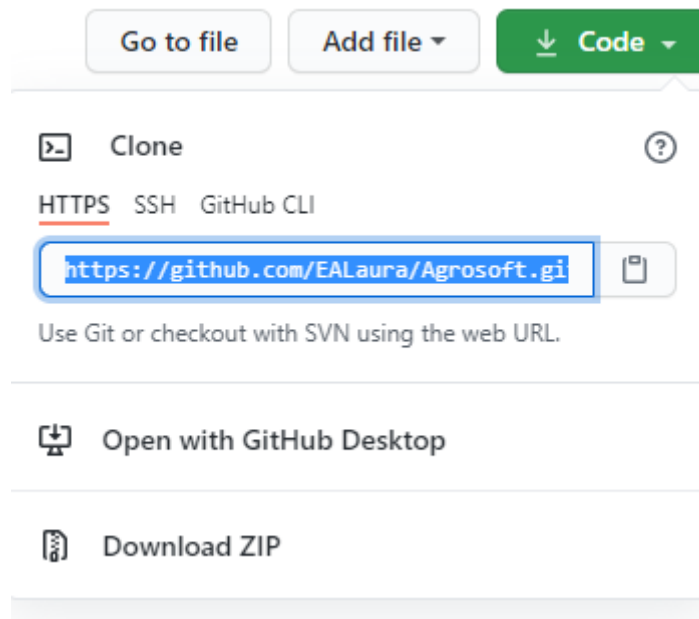 Go to file Add file Code
Clone
HTTPS SSH GitHub CLI
https://github.com/EALaura/Agrosoft.gi
Use Git or checkout with SVN using the web URL.
Open with GitHub Desktop
Download ZIP